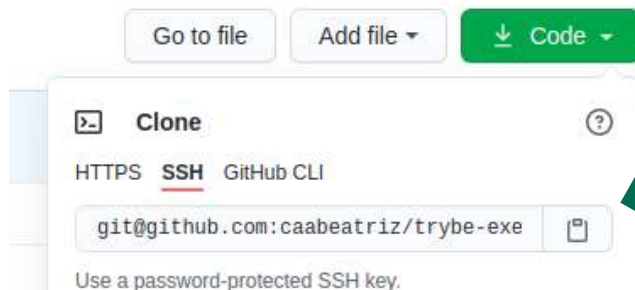 Go to file Add file Code
Clone
HTTPS SSH GitHub CLI
git@github.com:caabeatriz/trybe-exe
Use a password-protected SSH key.